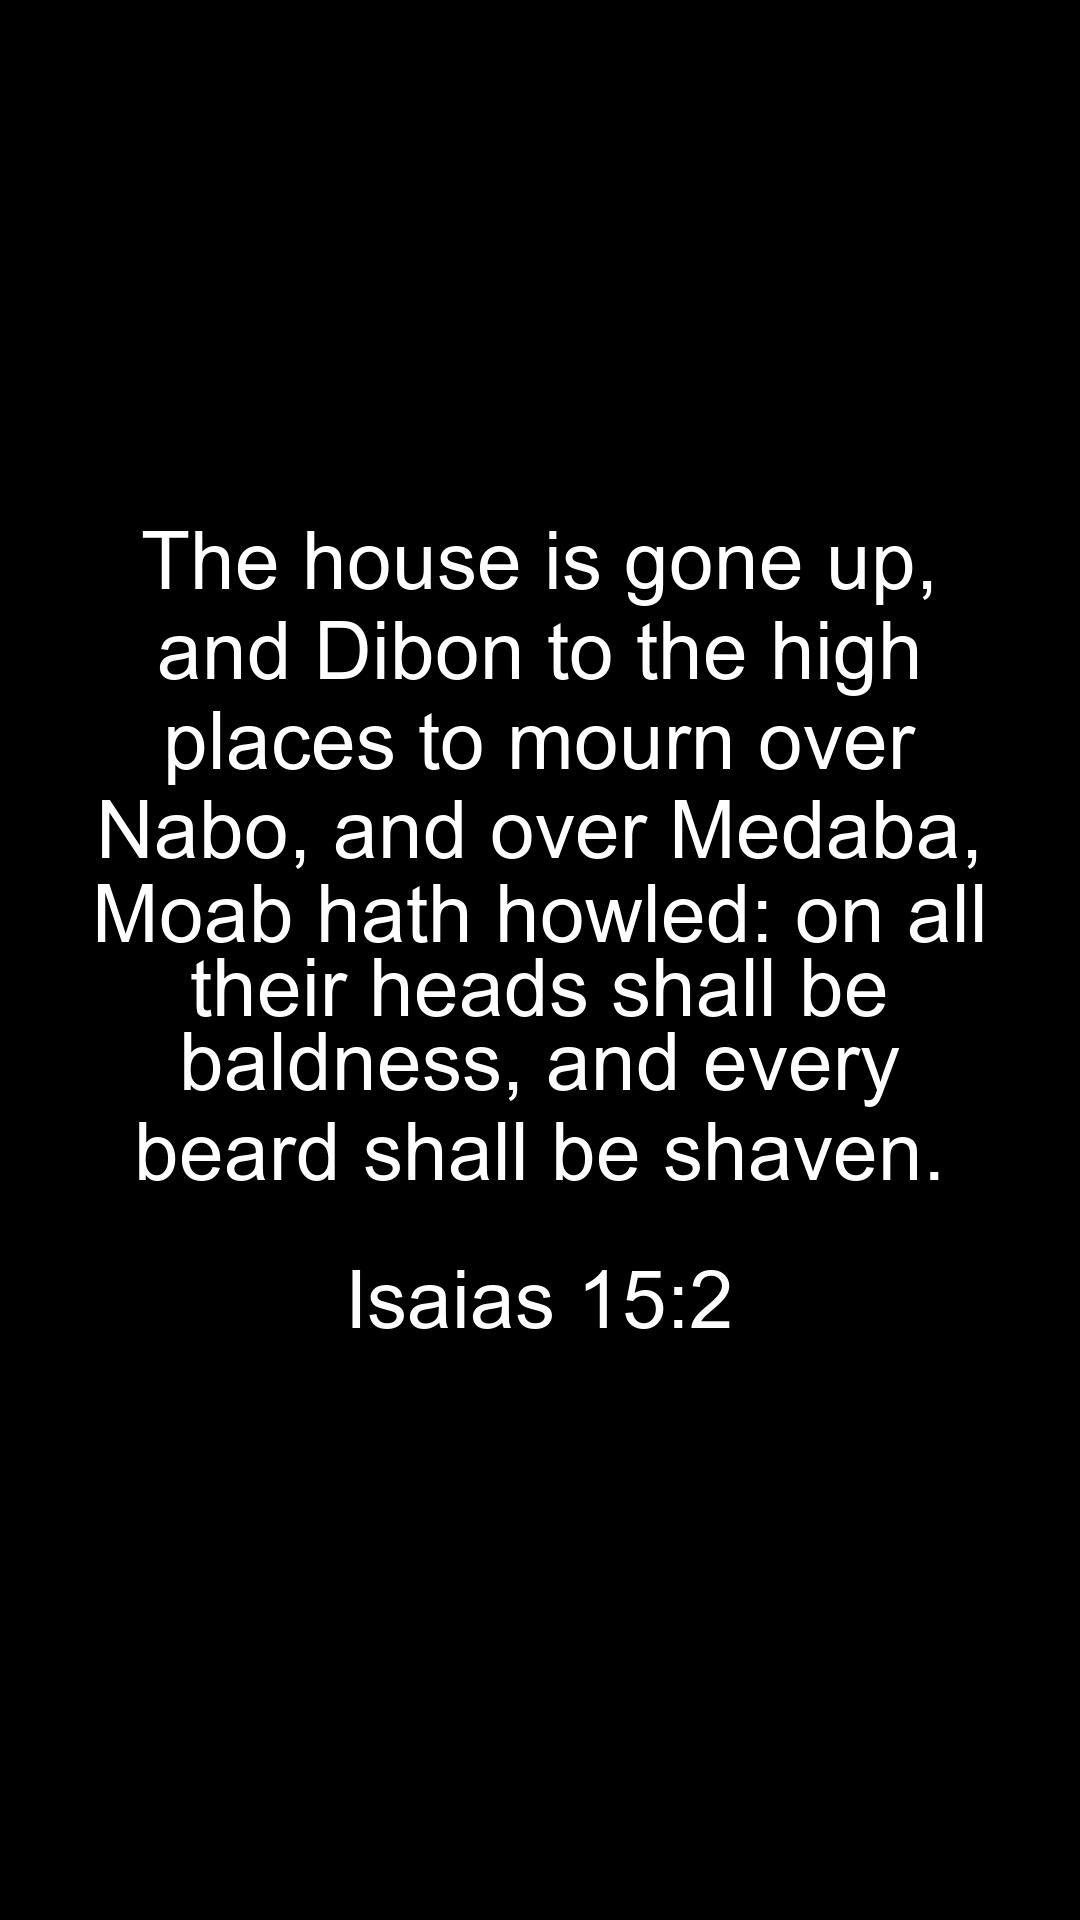 The house is gone up,
and Dibon to the high
places to mourn over
Nabo, and over Medaba,
Moab hath howled: on all
their heads shall be
baldness, and every
beard shall be shaven.
Isaias 15:2